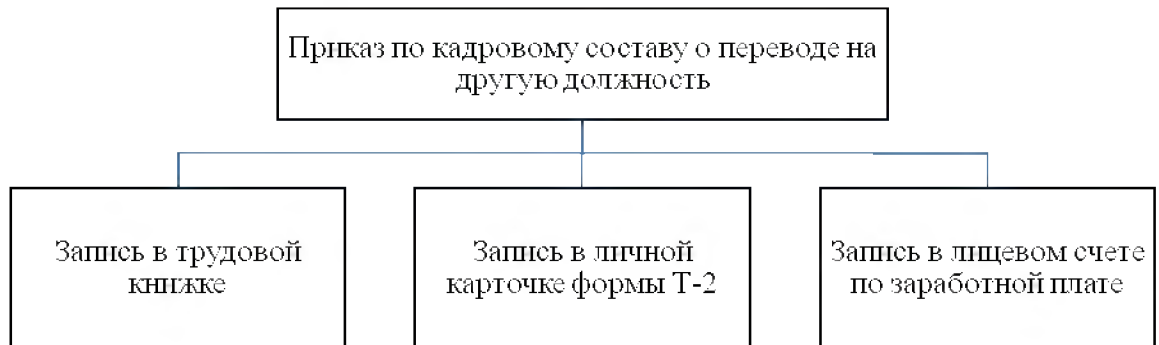 Приказ по кадровому составу о переводе на
другую должность
Запись в трудовой
книжке
Запись в личной
карточке формы Т-2
Запись в лицевом счете
по заработной плате